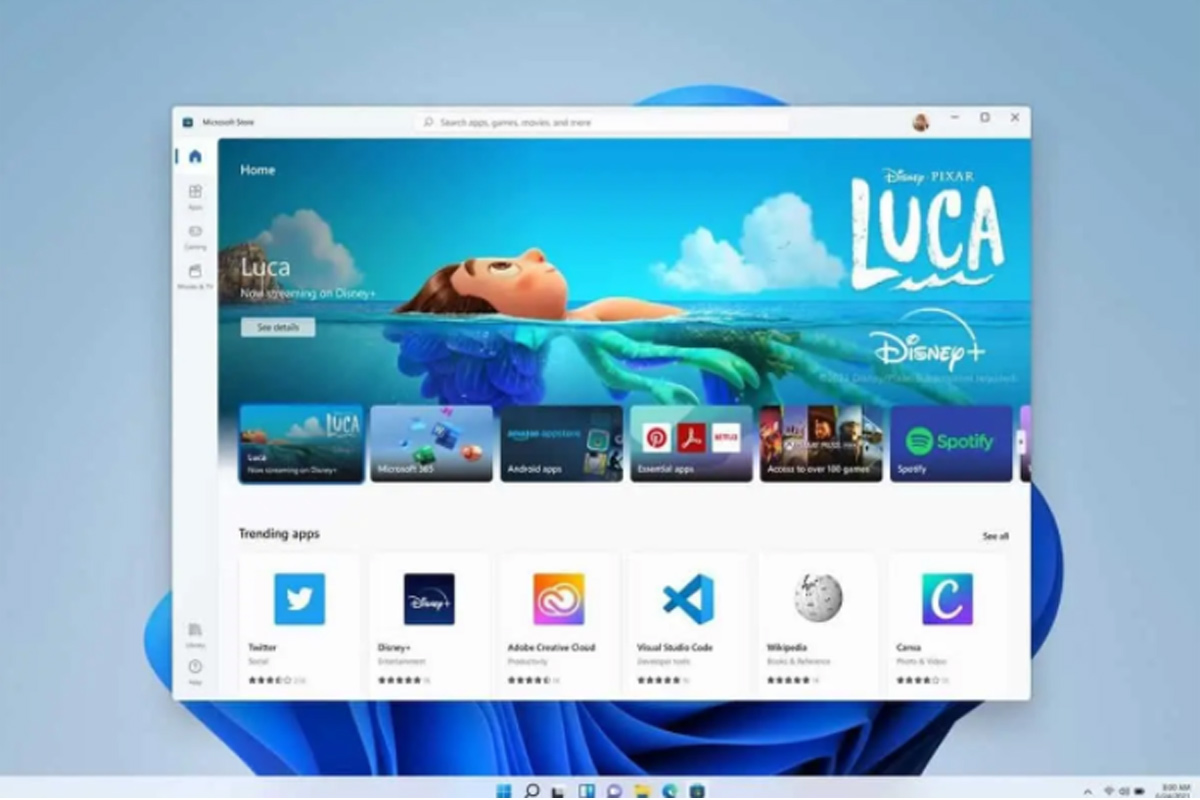 Microsoft Store
Search apps, games, movies, and more
Home
Apps
Gaming
Movies & TV
Disney · PIXAR
LUCA
Luca
Now streaming on Disney+
See details
Disney+
LUCA
Luca
Now streaming on Disney+
Microsoft 365
amazon appstore
Android apps
NETFLIX
Essential apps
Access to over 100 games
Spotify
Spotify
Trending apps
See all
Disney+
Twitter
Social
Disney+
Entertainment
Adobe Creative Cloud
Productivity
Visual Studio Code
Developer tools
Wikipedia
Books & Reference
Canva
Photo & Video
Library
Help
8:00 AM